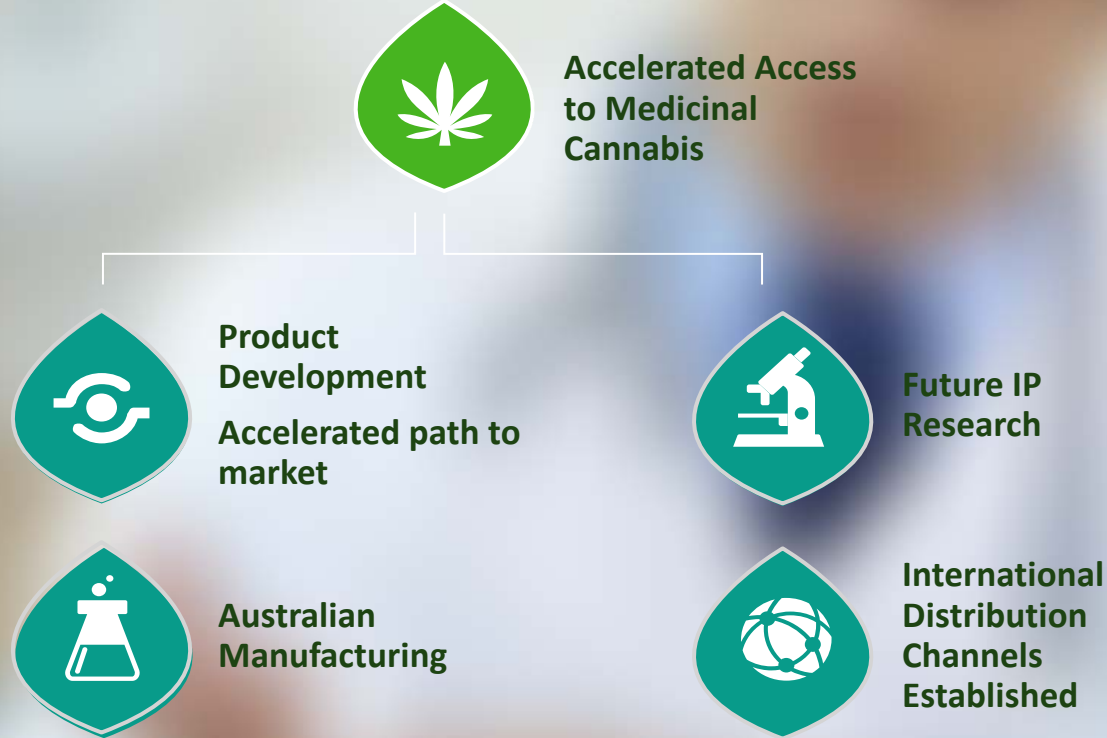 Accelerated Access
to Medicinal
Cannabis
Product
Development
Accelerated path to
market
Future IP
Research
Australian
Manufacturing
International
Distribution
Channels
Established